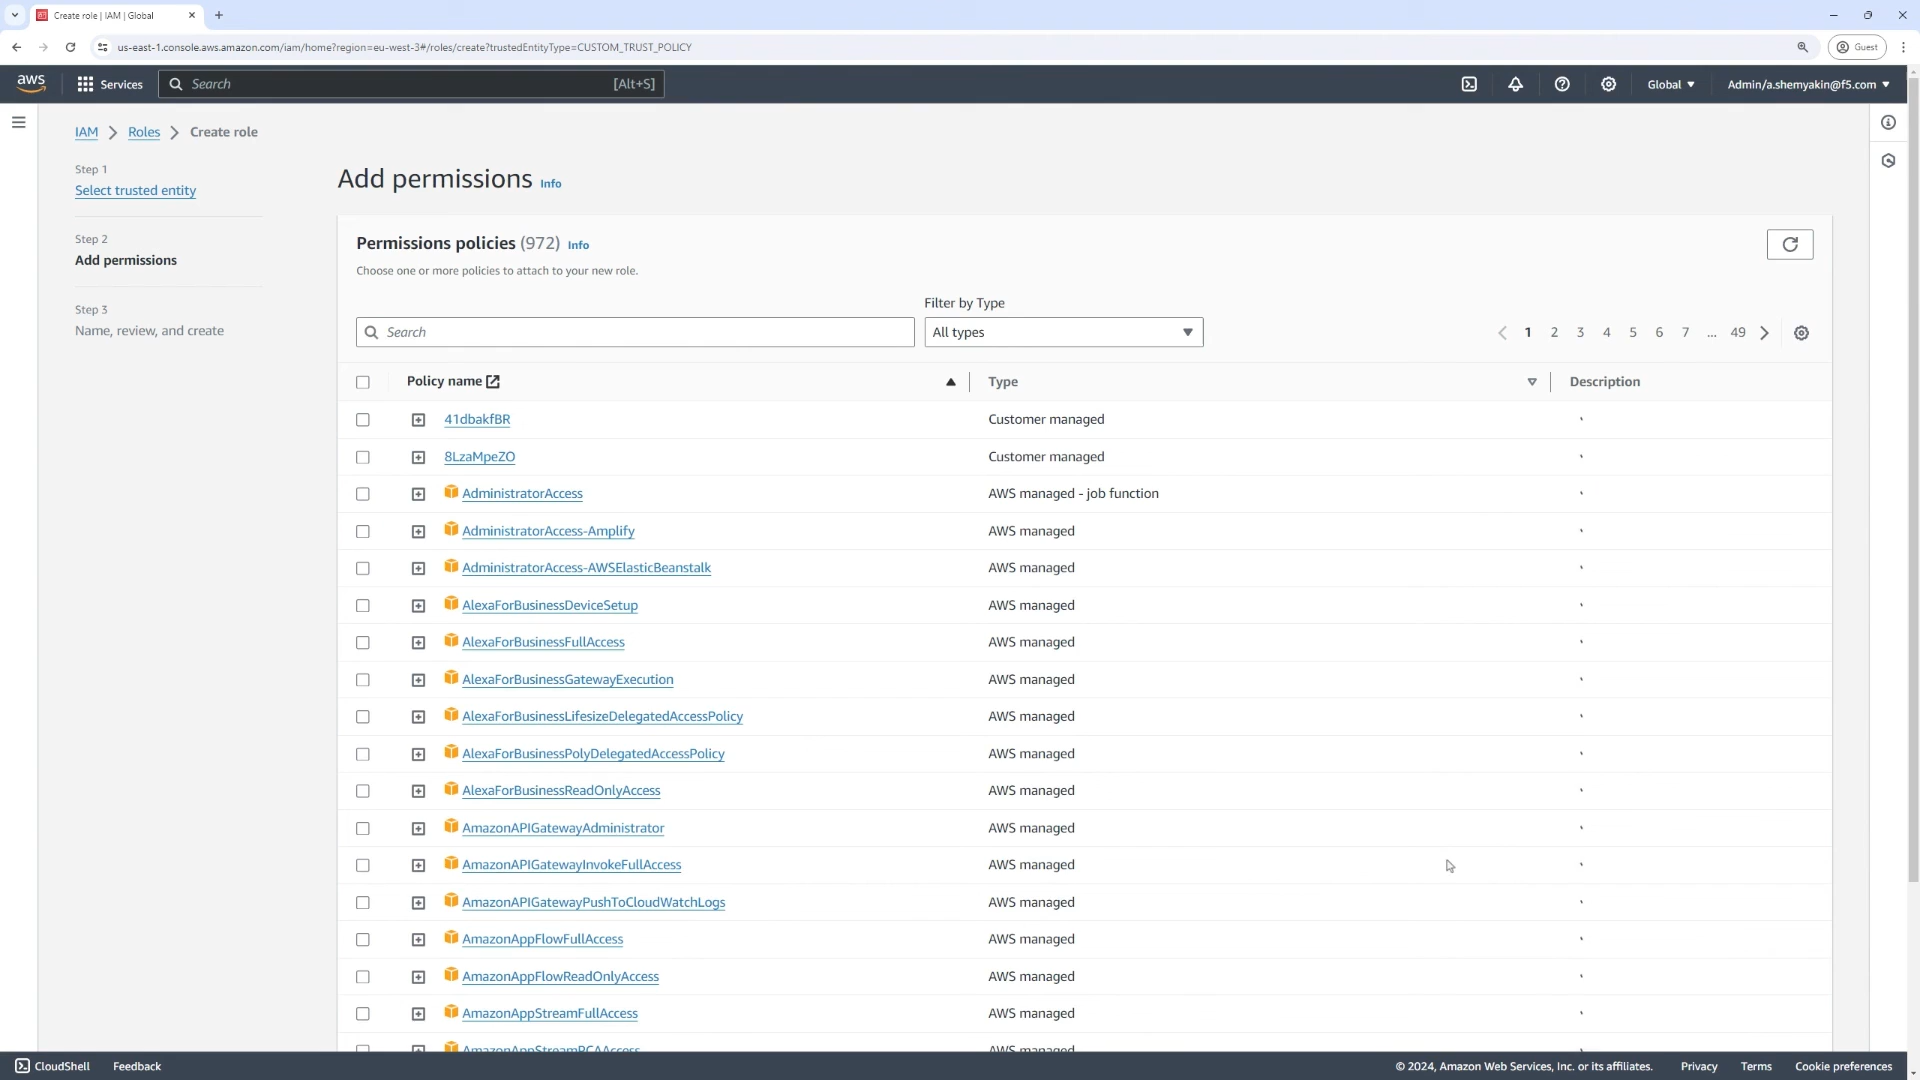 Create role | IAM | Global
us-east-1.console.aws.amazon.com/iam/home?region=eu-west-3#/roles/create?trustedEntityType=CUSTOM_TRUST_POLICY
Guest
aws
Services
Search
[Alt+S]
Global
Admin/a.shemyakin@f5.com
IAM
Roles
Create role
Step 1
Select trusted entity
Step 2
Add permissions
Step 3
Name, review, and create
Add permissions Info
Permissions policies (972) Info
Choose one or more policies to attach to your new role.
Filter by Type
Search
All types
1 2 3 4 5 6 7 ... 49
Policy name Type Description
41dbakfBR Customer managed
8LzaMpeZO Customer managed
AdministratorAccess AWS managed - job function
AdministratorAccess-Amplify AWS managed
AdministratorAccess-AWSElasticBeanstalk AWS managed
AlexaForBusinessDeviceSetup AWS managed
AlexaForBusinessFullAccess AWS managed
AlexaForBusinessGatewayExecution AWS managed
AlexaForBusinessLifesizeDelegatedAccessPolicy AWS managed
AlexaForBusinessPolyDelegatedAccessPolicy AWS managed
AlexaForBusinessReadOnlyAccess AWS managed
AmazonAPIGatewayAdministrator AWS managed
AmazonAPIGatewayInvokeFullAccess AWS managed
AmazonAPIGatewayPushToCloudWatchLogs AWS managed
AmazonAppFlowFullAccess AWS managed
AmazonAppFlowReadOnlyAccess AWS managed
AmazonAppStreamFullAccess AWS managed
AmazonAppStreamPCAAccess AWS managed
CloudShell
Feedback
© 2024, Amazon Web Services, Inc. or its affiliates.
Privacy
Terms
Cookie preferences